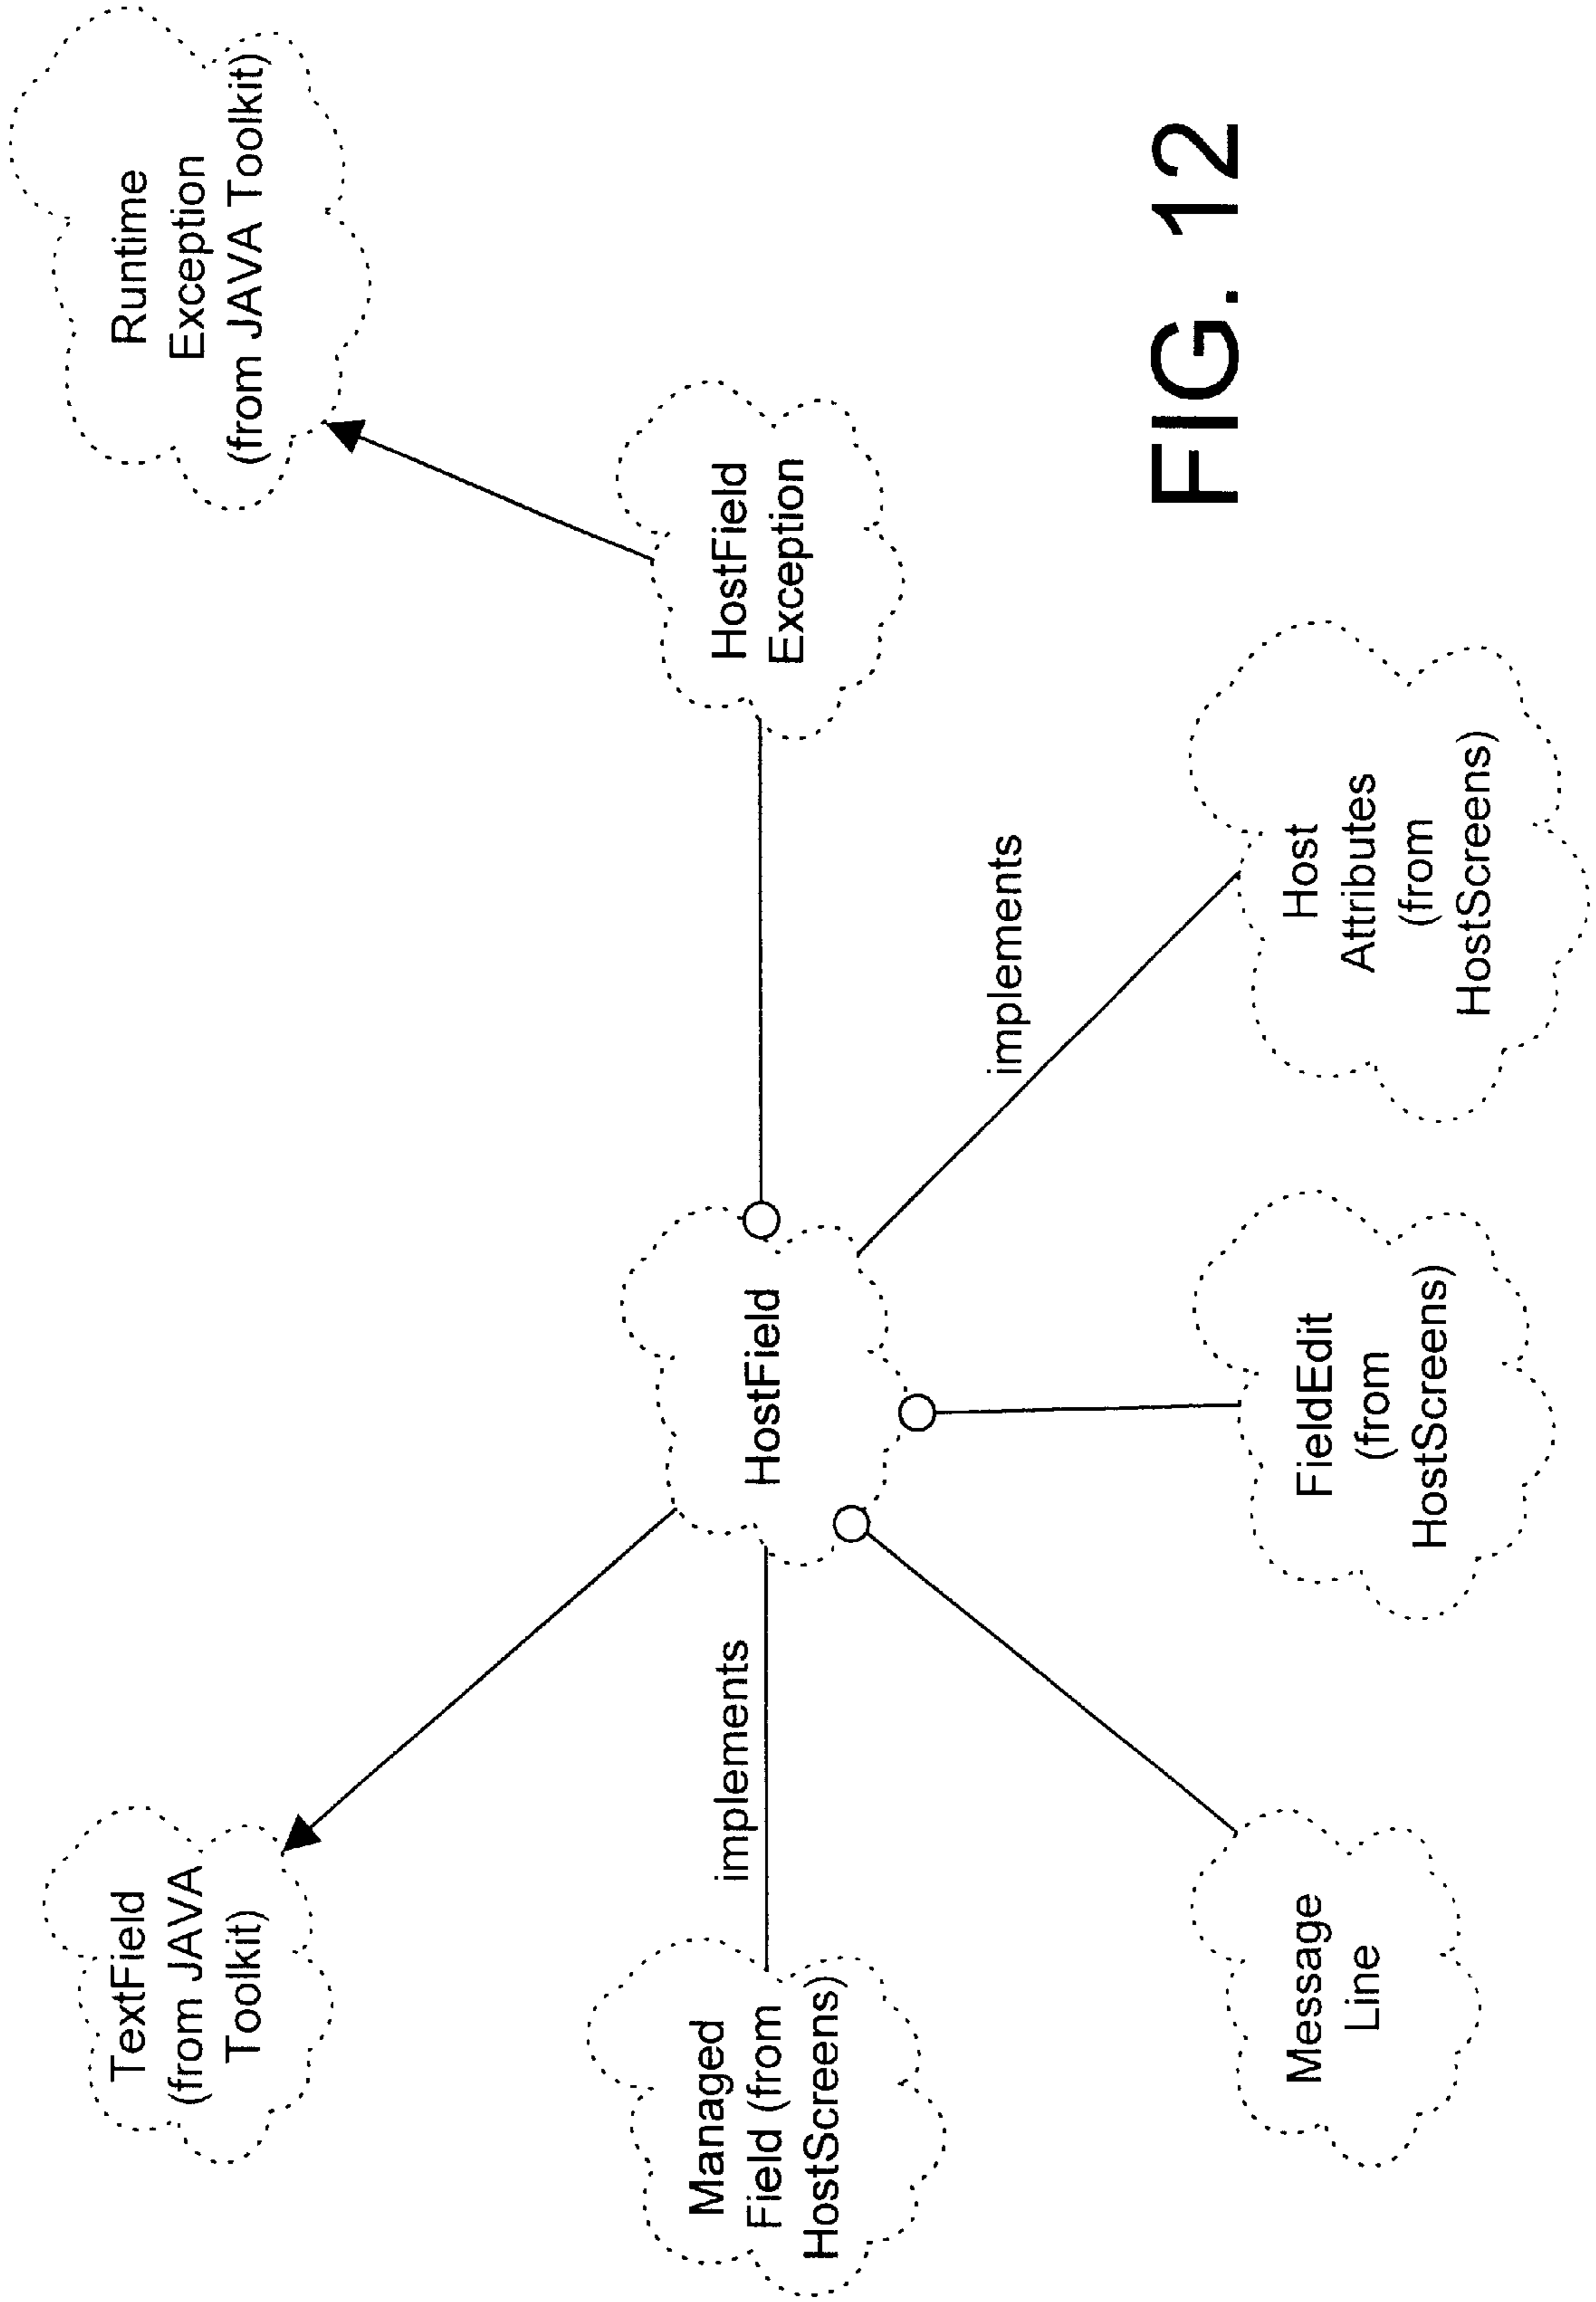 TextField
(from JAVA
Toolkit)
Runtime
Exception
(from JAVA Toolkit)
Managed
Field (from
HostScreens)
implements
HostField
HostField
Exception
implements
Message
Line
FieldEdit
(from
HostScreens)
Host
Attributes
(from
HostScreens)
FIG. 12